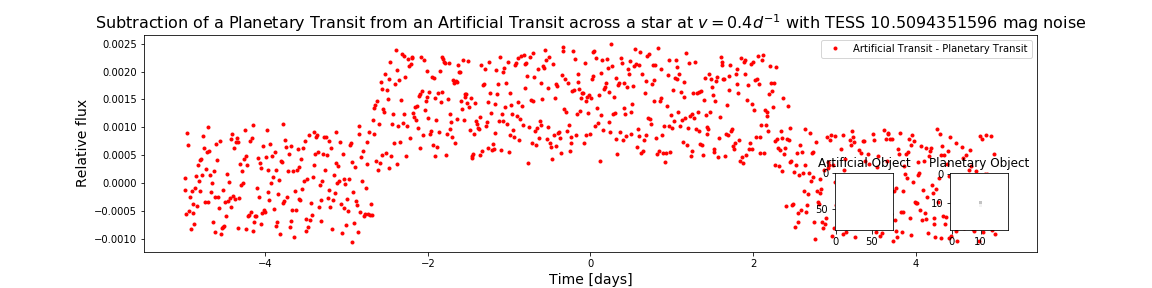 Subtraction of a Planetary Transit from an Artificial Transit across a star at v = 0.4d⁻¹ with TESS 10.5094351596 mag noise
Artificial Transit - Planetary Transit
Relative flux
0.0025
0.0020
0.0015
0.0010
0.0005
0.0000
−0.0005
−0.0010
Artificial Object
0
50
0 50
Planetary Object
0
10
0 10
−4 −2 0 2 4
Time [days]